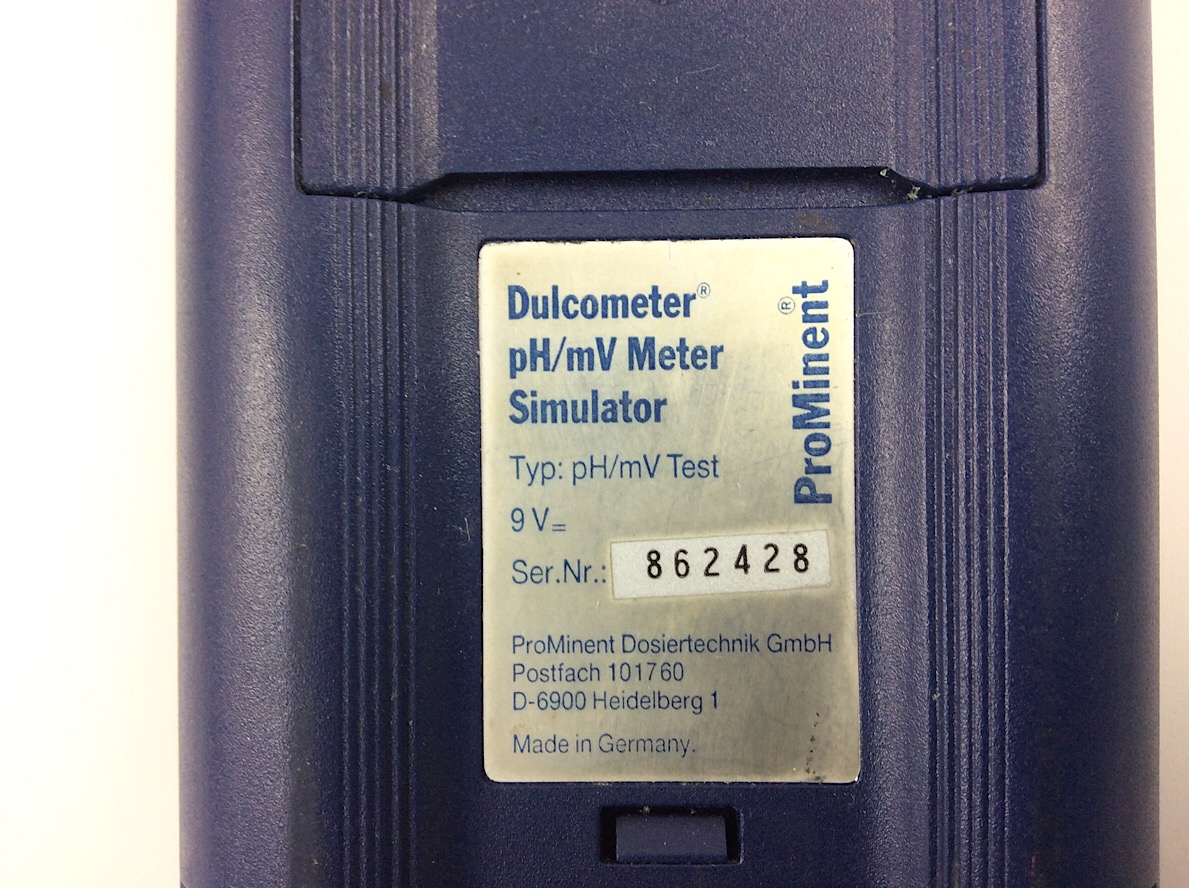 Dulcometer®
pH/mV Meter
Simulator
Typ: pH/mV Test
9 V⎓
Ser.Nr.: 862428
ProMinent Dosiertechnik GmbH
Postfach 101760
D-6900 Heidelberg 1
Made in Germany.
ProMinent®